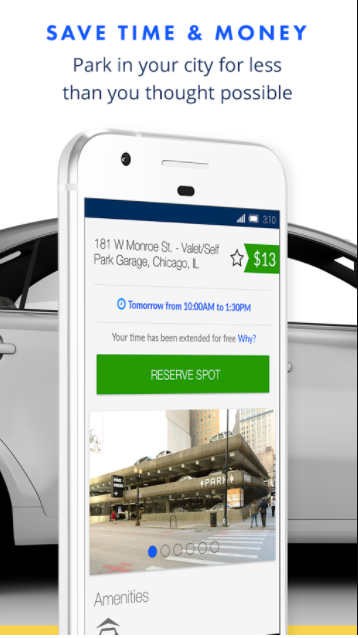 SAVE TIME & MONEY
Park in your city for less
than you thought possible
3:10
181 W Monroe St. - Valet/Self
Park Garage, Chicago, IL
$13
Tomorrow from 10:00AM to 1:30PM
Your time has been extended for free Why?
RESERVE SPOT
PARK
Amenities